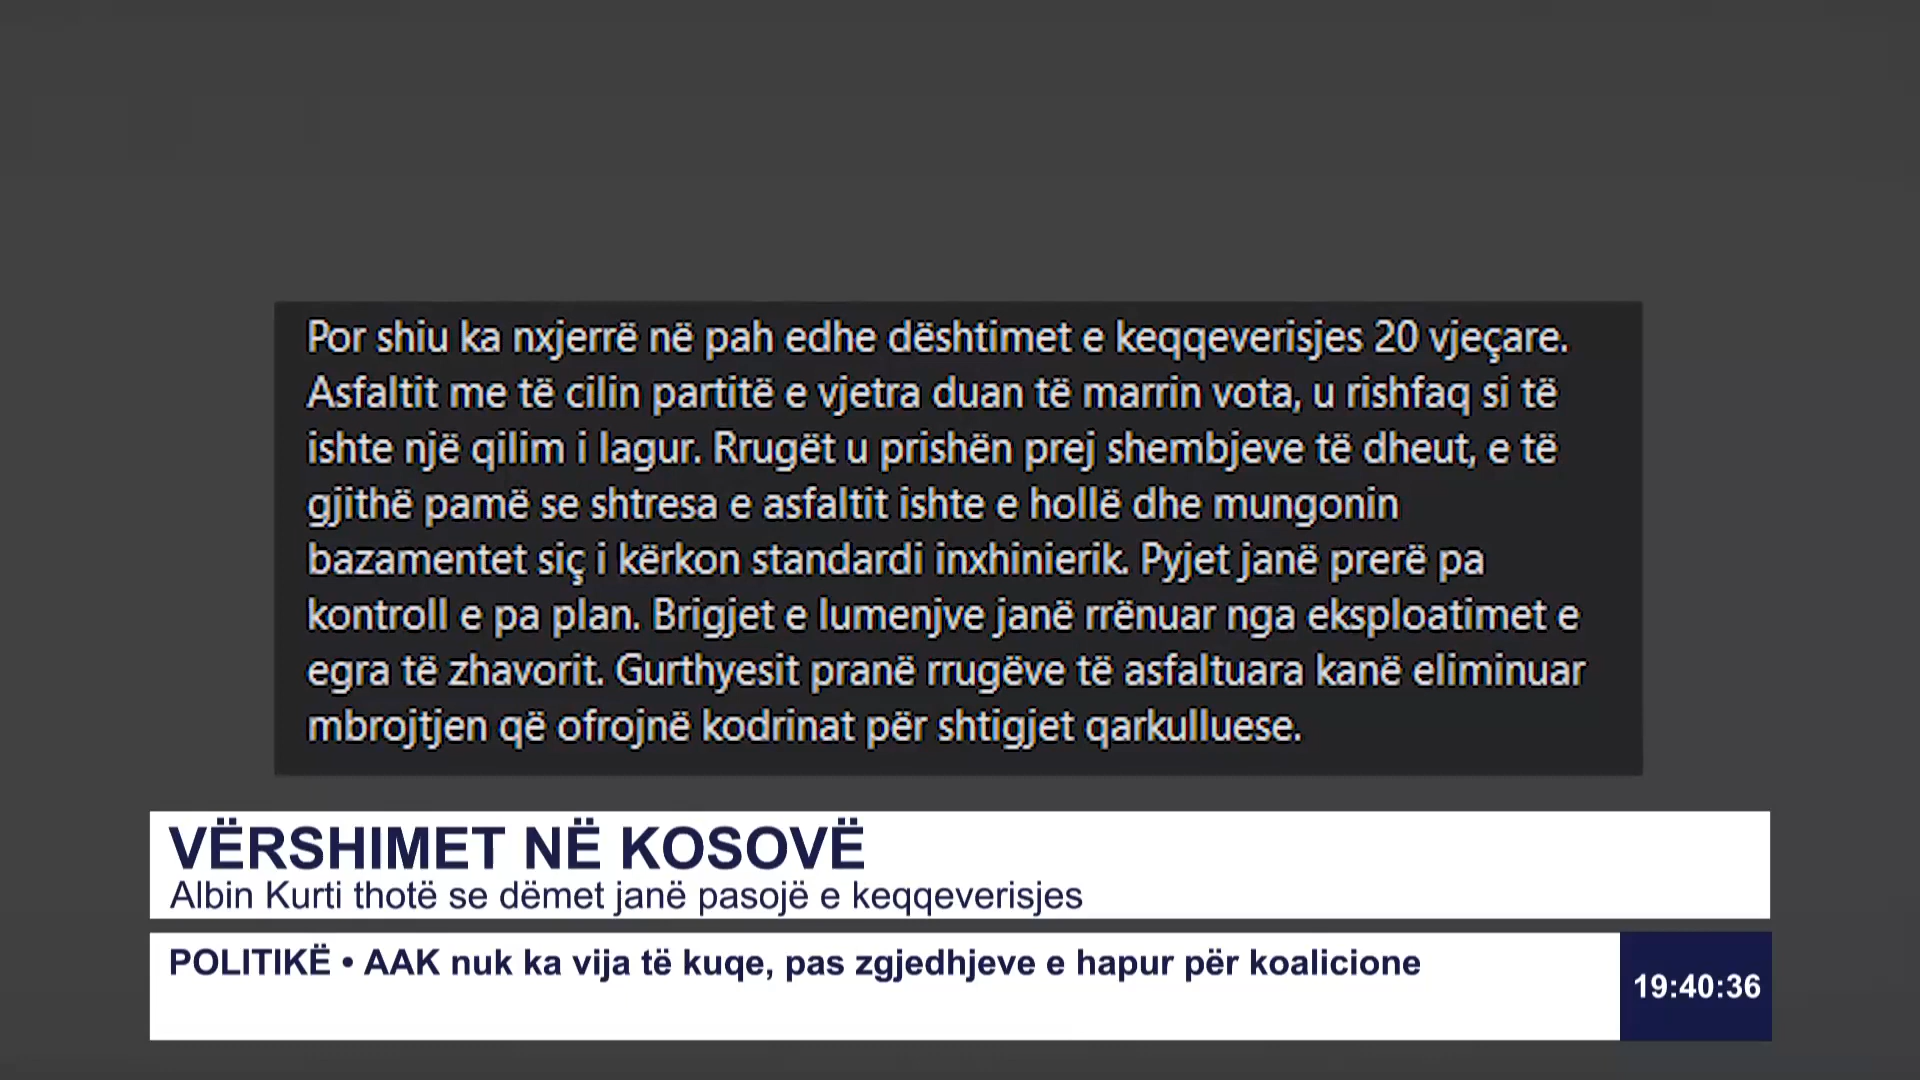 Por shiu ka nxjerrë në pah edhe dështimet e keqqeverisjes 20 vjeçare.
Asfaltit me të cilin partitë e vjetra duan të marrin vota, u rishfaq si të
ishte një qilim i lagur. Rrugët u prishën prej shembjeve të dheut, e të
gjithë pamë se shtresa e asfaltit ishte e hollë dhe mungonin
bazamentet siç i kërkon standardi inxhinierik. Pyjet janë prerë pa
kontroll e pa plan. Brigjet e lumenjve janë rrënuar nga eksploatimet e
egra të zhavorit. Gurthyesit pranë rrugëve të asfaltuara kanë eliminuar
mbrojtjen që ofrojnë kodrinat për shtigjet qarkulluese.
VËRSHIMET NË KOSOVË
Albin Kurti thotë se dëmet janë pasojë e keqqeverisjes
POLITIKË • AAK nuk ka vija të kuqe, pas zgjedhjeve e hapur për koalicione
19:40:36